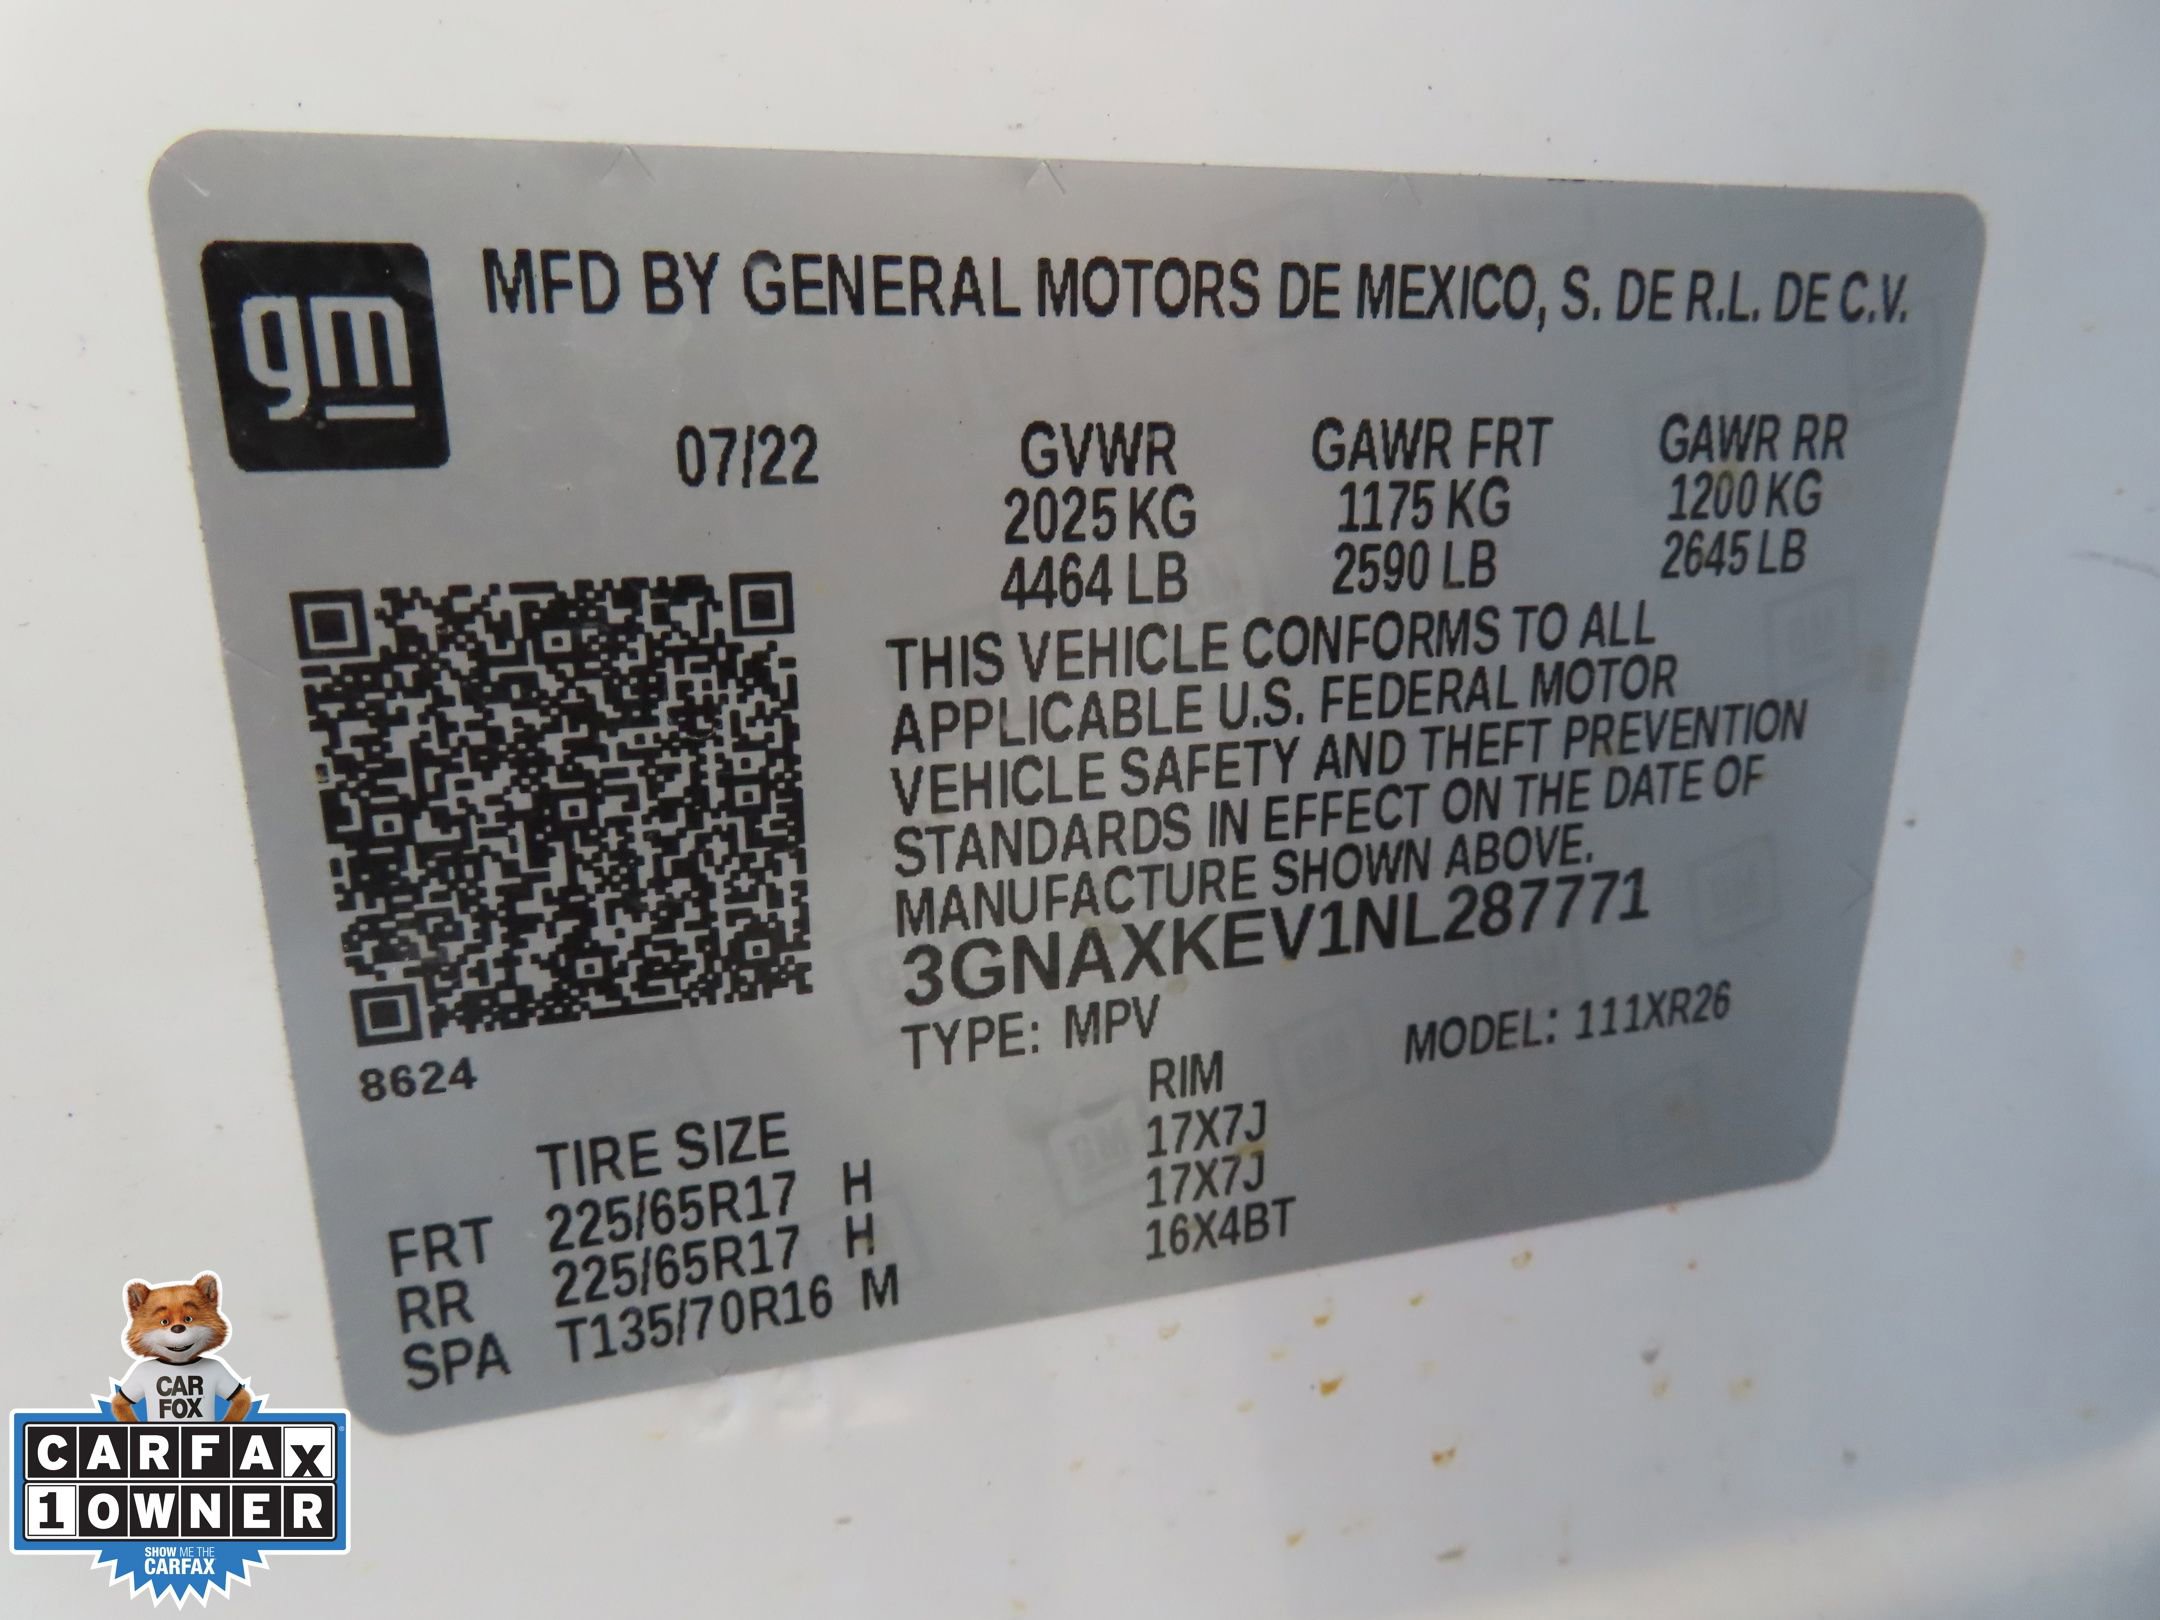 gm
MFD BY GENERAL MOTORS DE MEXICO, S. DE R.L. DE C.V.
07/22 GVWR GAWR FRT GAWR RR
2025 KG 1175 KG 1200 KG
4464 LB 2590 LB 2645 LB
THIS VEHICLE CONFORMS TO ALL
APPLICABLE U.S. FEDERAL MOTOR
VEHICLE SAFETY AND THEFT PREVENTION
STANDARDS IN EFFECT ON THE DATE OF
MANUFACTURE SHOWN ABOVE.
3GNAXKEV1NL287771
TYPE: MPV MODEL: 111XR26
8624
TIRE SIZE RIM
FRT 225/65R17 H 17X7J
RR 225/65R17 H 17X7J
SPA T135/70R16 M 16X4BT
CAR
FOX
CARFAX
1 OWNER
SHOW ME THE
CARFAX